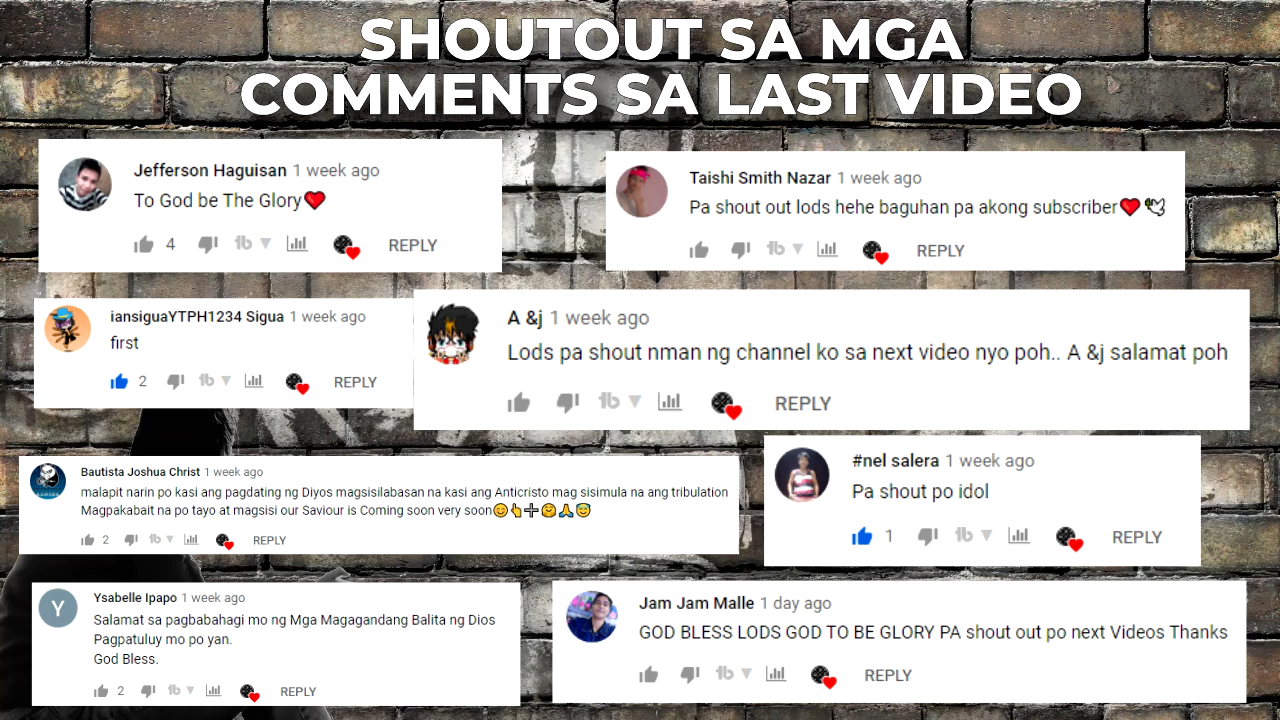 SHOUTOUT SA MGA
COMMENTS SA LAST VIDEO
Jefferson Haguisan 1 week ago
To God be The Glory❤️
4 REPLY
Taishi Smith Nazar 1 week ago
Pa shout out lods hehe baguhan pa akong subscriber❤️🕊️
REPLY
iansiguaYTPH1234 Sigua 1 week ago
first
2 REPLY
A &j 1 week ago
Lods pa shout nman ng channel ko sa next video nyo poh.. A &j salamat poh
REPLY
Bautista Joshua Christ 1 week ago
malapit narin po kasi ang pagdating ng Diyos magsisilabasan na kasi ang Anticristo mag sisimula na ang tribulation
Magpakabait na po tayo at magsisi our Saviour is Coming soon very soon😊👆➕🤗🙏😇
2 REPLY
#nel salera 1 week ago
Pa shout po idol
1 REPLY
Y
Ysabelle Ipapo 1 week ago
Salamat sa pagbabahagi mo ng Mga Magagandang Balita ng Dios
Pagpatuluy mo po yan.
God Bless.
2 REPLY
Jam Jam Malle 1 day ago
GOD BLESS LODS GOD TO BE GLORY PA shout out po next Videos Thanks
REPLY